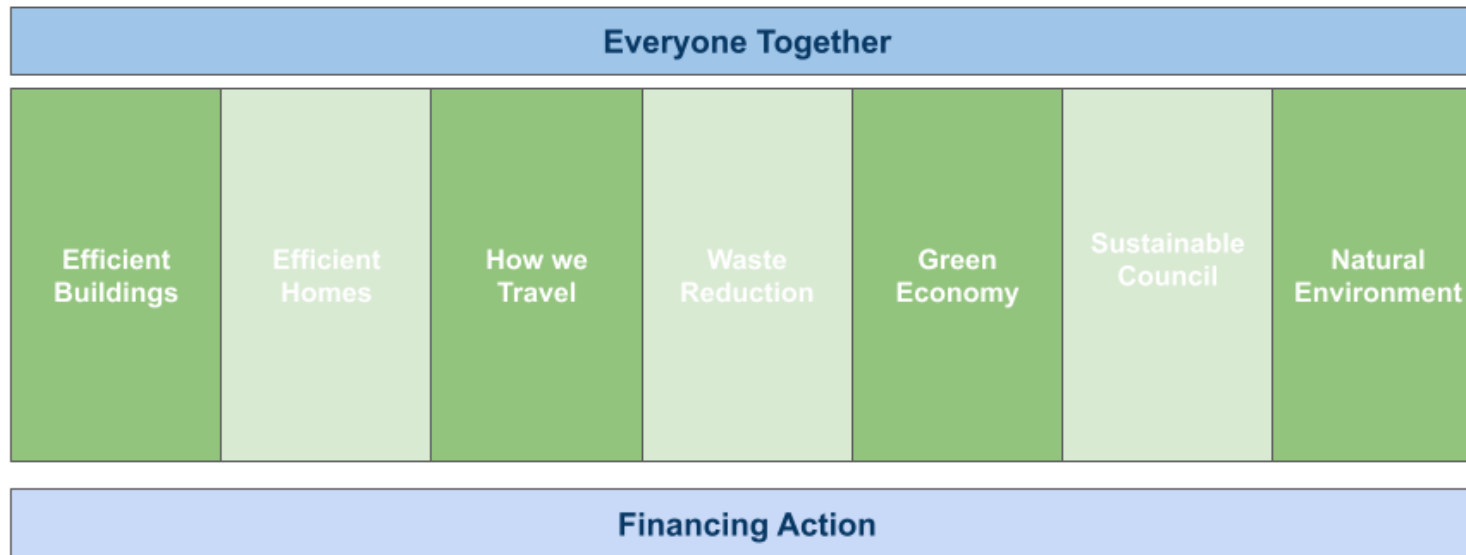 Everyone Together
Efficient
Buildings
Efficient
Homes
How we
Travel
Waste
Reduction
Green
Economy
Sustainable
Council
Natural
Environment
Financing Action